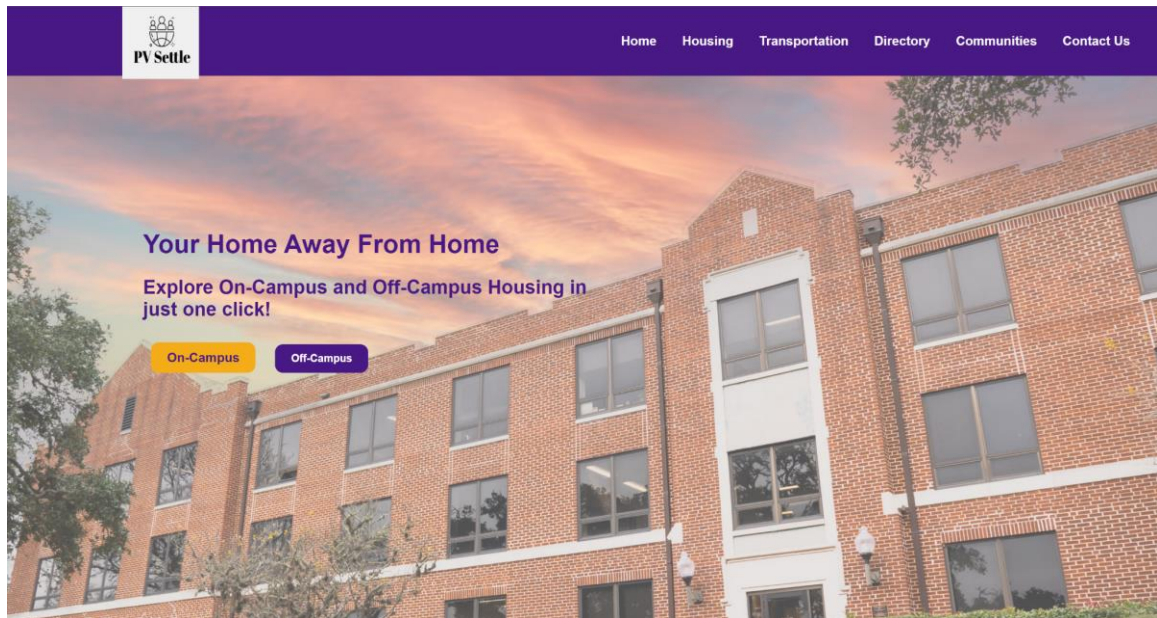 PV Settle
Home Housing Transportation Directory Communities Contact Us
Your Home Away From Home
Explore On-Campus and Off-Campus Housing in
just one click!
On-Campus Off-Campus